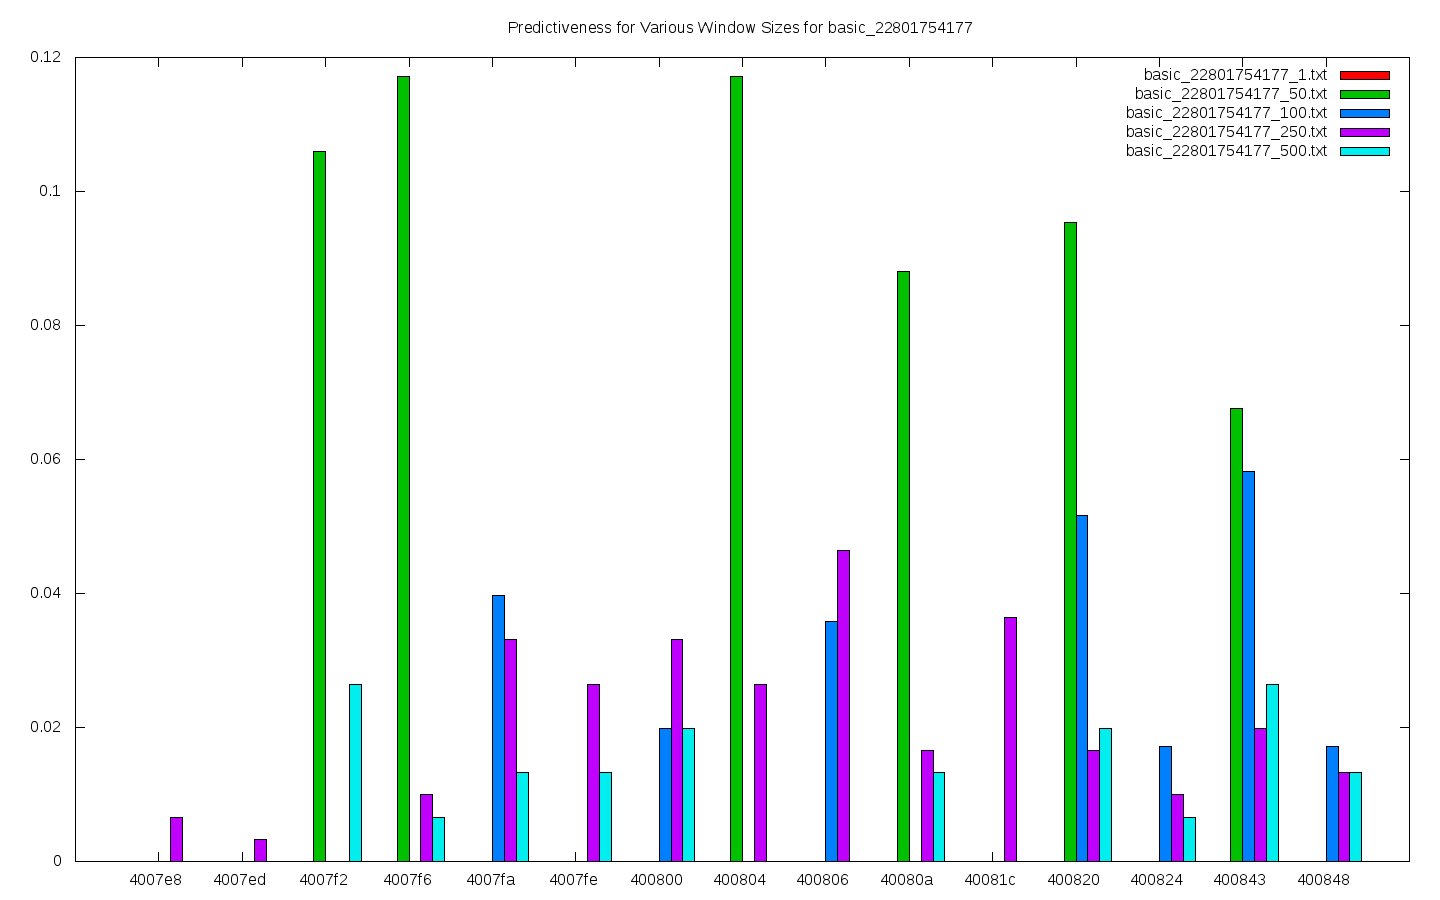 Predictiveness for Various Window Sizes for basic_22801754177
basic_22801754177_1.txt
basic_22801754177_50.txt
basic_22801754177_100.txt
basic_22801754177_250.txt
basic_22801754177_500.txt
0.12
0.1
0.08
0.06
0.04
0.02
0
4007e8 4007ed 4007f2 4007f6 4007fa 4007fe 400800 400804 400806 40080a 40081c 400820 400824 400843 400848